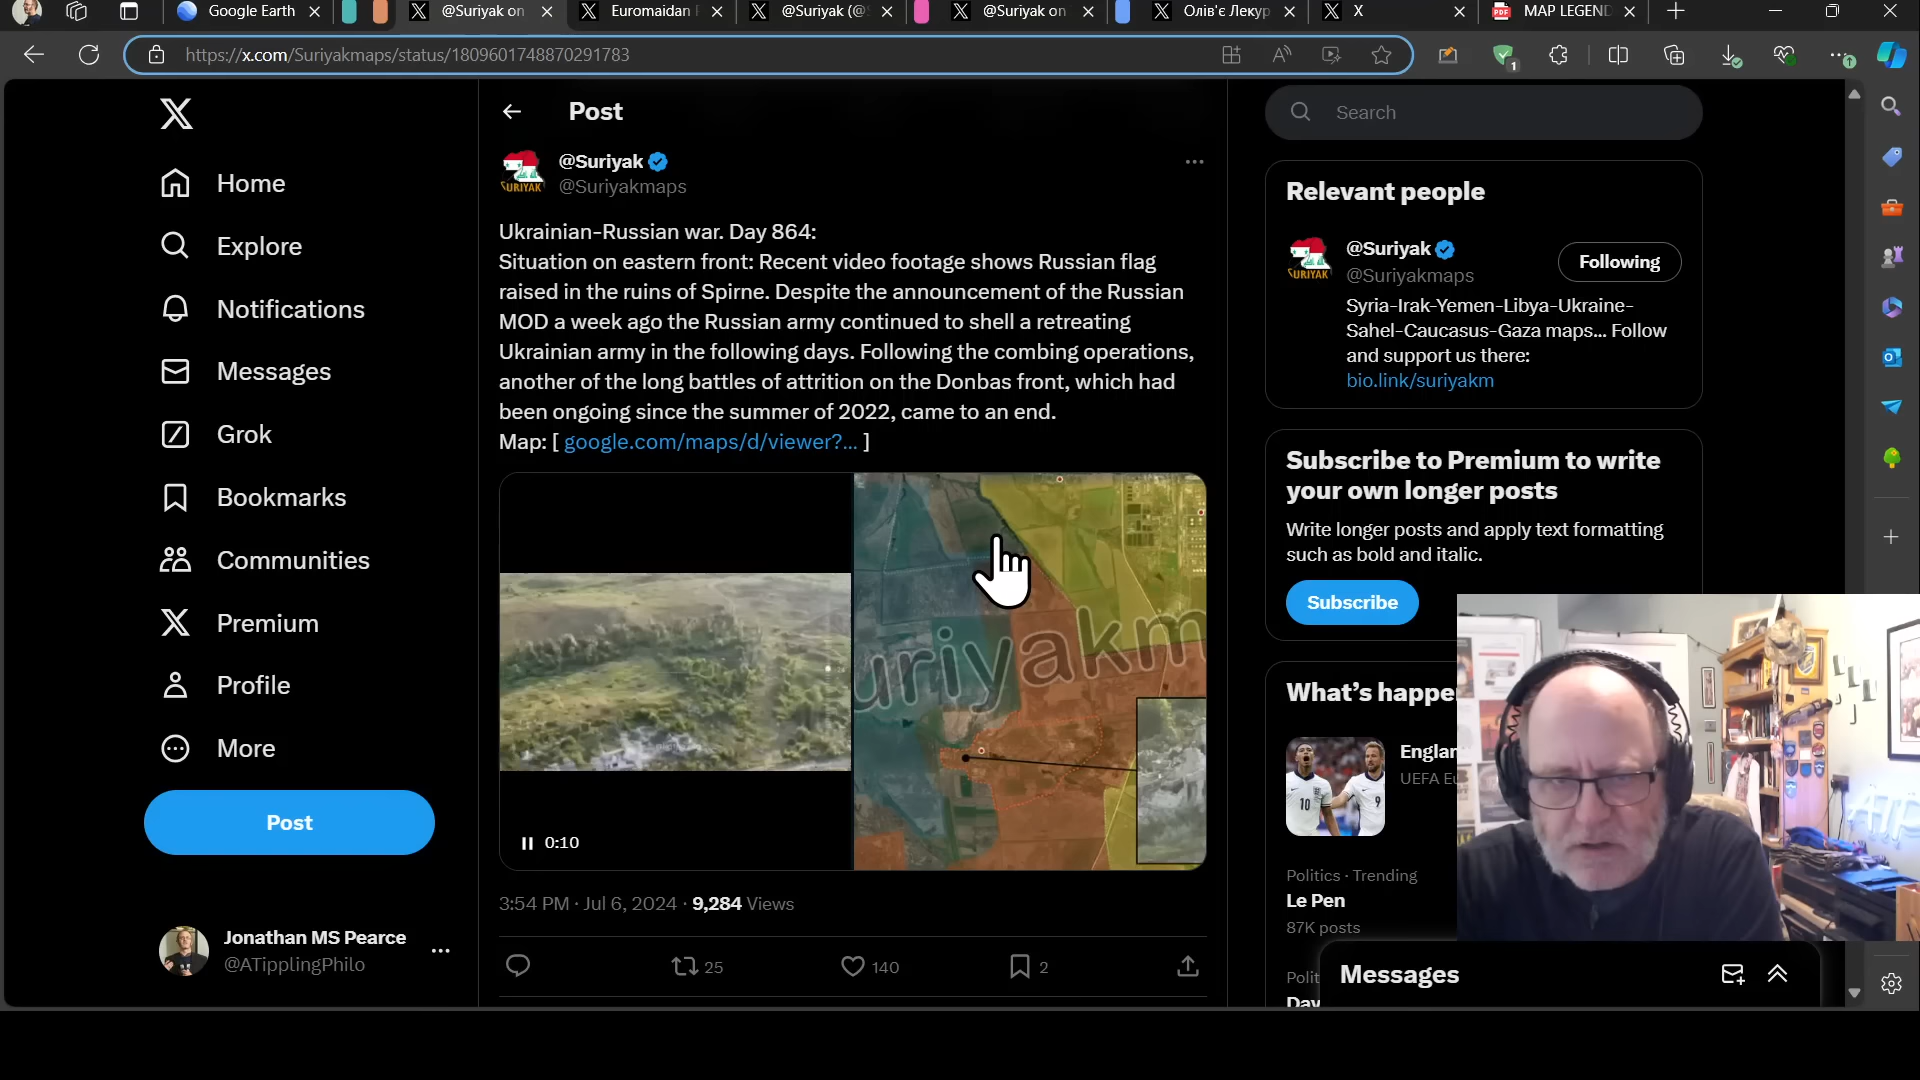 Google Earth
@Suriyak on
Euromaidan
@Suriyak (@
@Suriyak on
Олів'є Лекур
X
MAP LEGEND
https://x.com/Suriyakmaps/status/1809601748870291783
1
Post
Search
Home
Explore
Notifications
Messages
Grok
Bookmarks
Communities
Premium
Profile
More
Post
Jonathan MS Pearce
@ATipplingPhilo
@Suriyak
@Suriyakmaps
Ukrainian-Russian war. Day 864:
Situation on eastern front: Recent video footage shows Russian flag
raised in the ruins of Spirne. Despite the announcement of the Russian
MOD a week ago the Russian army continued to shell a retreating
Ukrainian army in the following days. Following the combing operations,
another of the long battles of attrition on the Donbas front, which had
been ongoing since the summer of 2022, came to an end.
Map: [ google.com/maps/d/viewer?... ]
uriyakm
0:10
3:54 PM · Jul 6, 2024 · 9,284 Views
25
140
2
Relevant people
@Suriyak
@Suriyakmaps
Following
Syria-Irak-Yemen-Libya-Ukraine-
Sahel-Caucasus-Gaza maps... Follow
and support us there:
bio.link/suriyakm
Subscribe to Premium to write
your own longer posts
Write longer posts and apply text formatting
such as bold and italic.
Subscribe
What's happe
Englan
UEFA Eu
Politics · Trending
Le Pen
87K posts
Polit
Dav
Messages